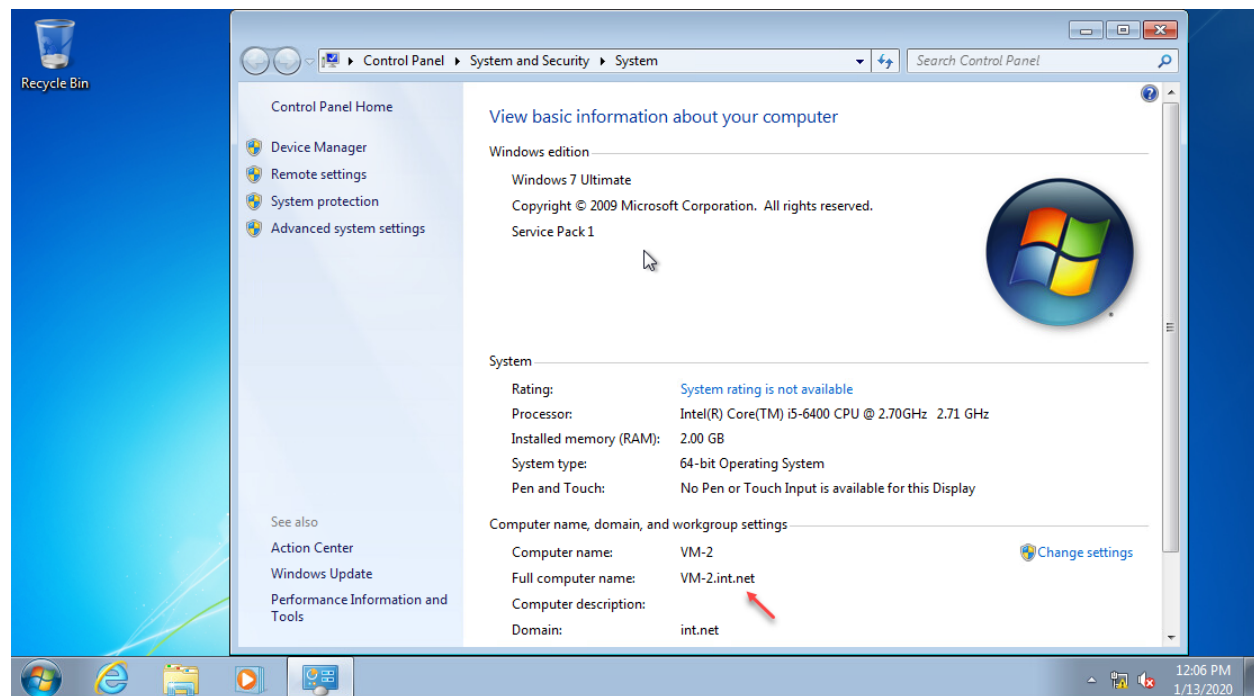 Recycle Bin
Control Panel System and Security System
Search Control Panel
Control Panel Home
Device Manager
Remote settings
System protection
Advanced system settings
See also
Action Center
Windows Update
Performance Information and
Tools
View basic information about your computer
Windows edition
Windows 7 Ultimate
Copyright © 2009 Microsoft Corporation. All rights reserved.
Service Pack 1
System
Rating: System rating is not available
Processor: Intel(R) Core(TM) i5-6400 CPU @ 2.70GHz 2.71 GHz
Installed memory (RAM): 2.00 GB
System type: 64-bit Operating System
Pen and Touch: No Pen or Touch Input is available for this Display
Computer name, domain, and workgroup settings
Computer name: VM-2
Change settings
Full computer name: VM-2.int.net
Computer description:
Domain: int.net
12:06 PM
1/13/2020